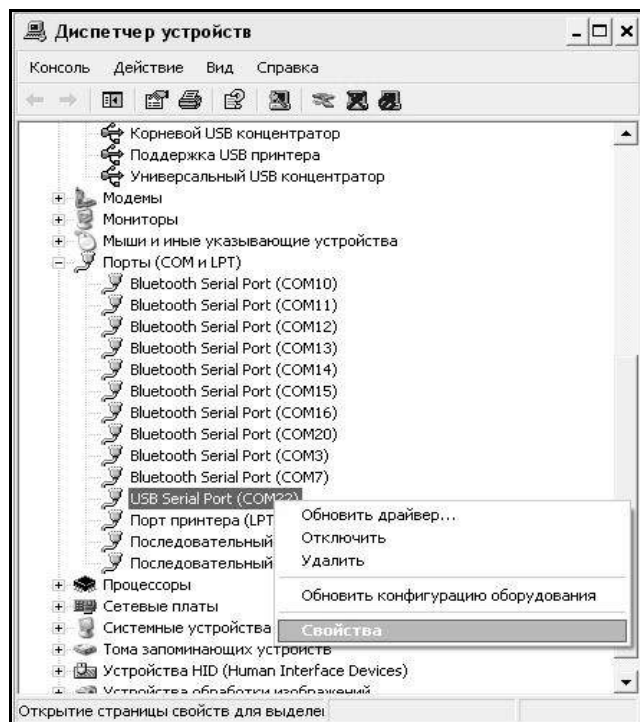 Диспетчер устройств
Консоль Действие Вид Справка
Корневой USB концентратор
Поддержка USB принтера
Универсальный USB концентратор
Модемы
Мониторы
Мыши и иные указывающие устройства
Порты (COM и LPT)
Bluetooth Serial Port (COM10)
Bluetooth Serial Port (COM11)
Bluetooth Serial Port (COM12)
Bluetooth Serial Port (COM13)
Bluetooth Serial Port (COM14)
Bluetooth Serial Port (COM15)
Bluetooth Serial Port (COM16)
Bluetooth Serial Port (COM20)
Bluetooth Serial Port (COM3)
Bluetooth Serial Port (COM7)
USB Serial Port (COM22)
Обновить драйвер...
Порт принтера (LPT
Отключить
Последовательный
Удалить
Последовательный
Процессоры
Обновить конфигурацию оборудования
Сетевые платы
Системные устройства
Свойства
Тома запоминающих устройств
Устройства HID (Human Interface Devices)
Устройства обработки изображений
Открытие страницы свойств для выделен